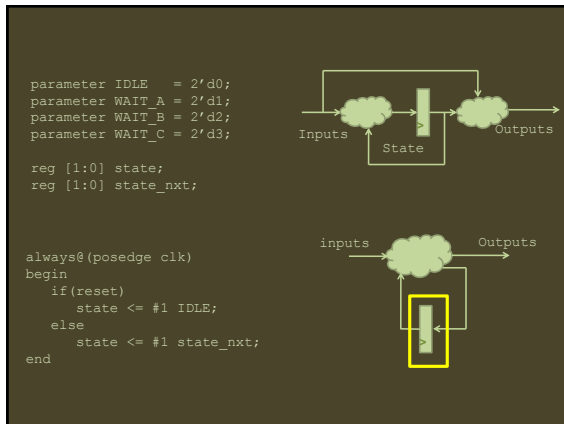 parameter IDLE   = 2’d0;
parameter WAIT_A = 2’d1;
parameter WAIT_B = 2’d2;
parameter WAIT_C = 2’d3;
reg [1:0] state;
reg [1:0] state_nxt;
always@(posedge clk)
begin
   if(reset)
      state <= #1 IDLE;
   else
      state <= #1 state_nxt;
end
Inputs
State
Outputs
inputs
Outputs